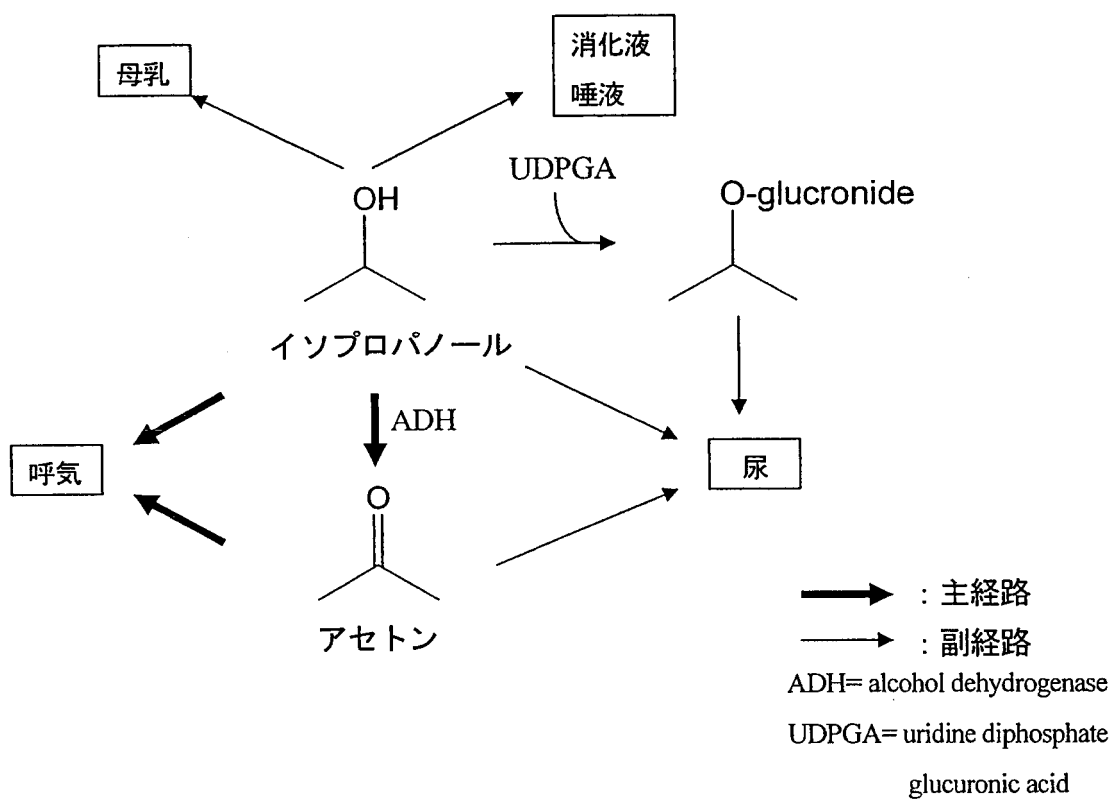 母乳
消化液
唾液
UDPGA
OH
O-glucronide
イソプロパノール
ADH
呼気
尿
O
アセトン
：主経路
：副経路
ADH= alcohol dehydrogenase
UDPGA= uridine diphosphate
glucuronic acid